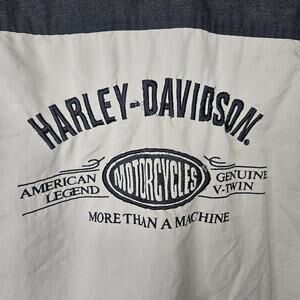 HARLEY-DAVIDSON®
AMERICAN LEGEND
MOTORCYCLES
GENUINE V-TWIN
MORE THAN A MACHINE